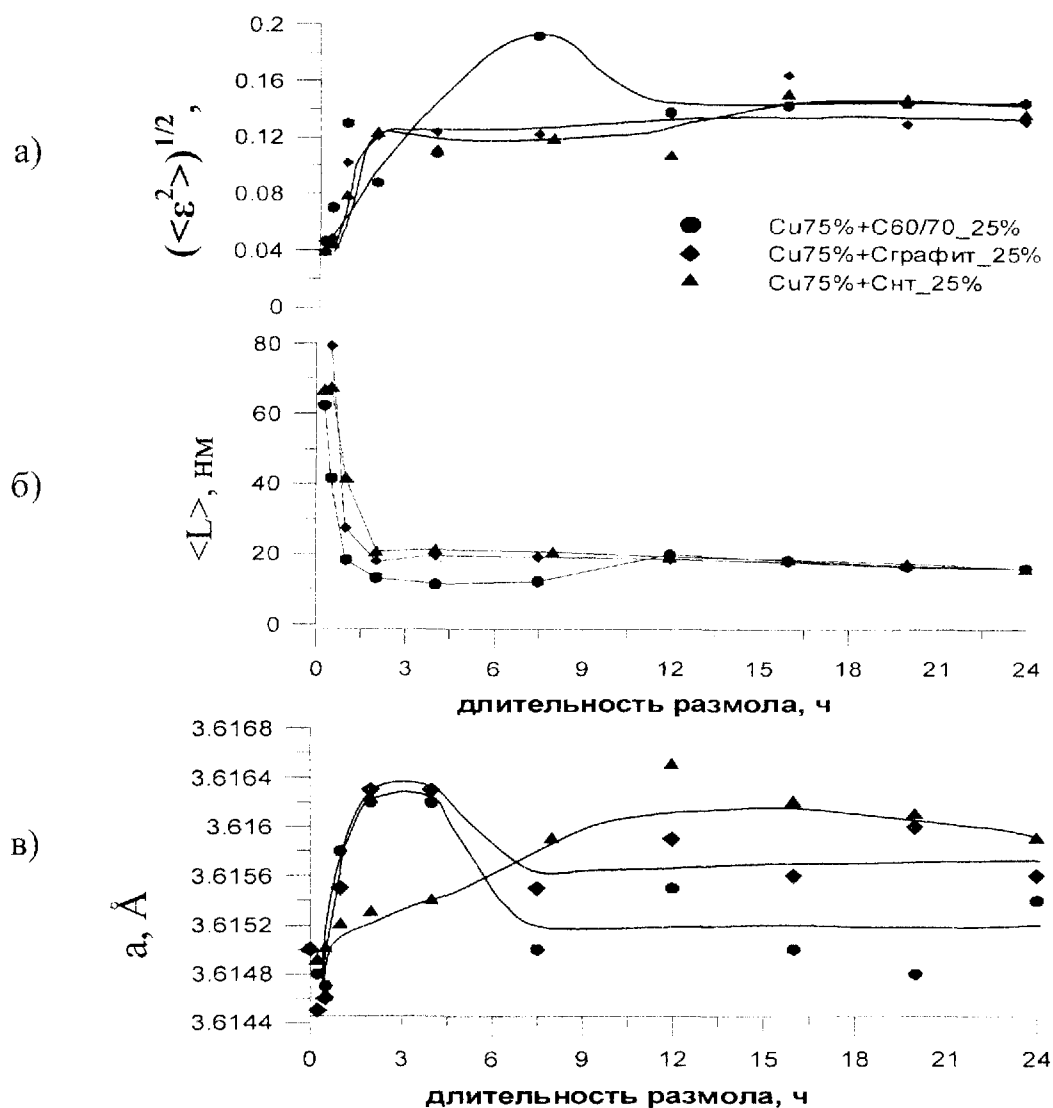 а)
(<ε²>)^1/2,
0.2
0.16
0.12
0.08
0.04
0
Cu75%+C60/70_25%
Cu75%+Cграфит_25%
Cu75%+Cнт_25%
б)
<L>, нм
80
60
40
20
0
0 3 6 9 12 15 18 21 24
длительность размола, ч
в)
a, Å
3.6168
3.6164
3.616
3.6156
3.6152
3.6148
3.6144
0 3 6 9 12 15 18 21 24
длительность размола, ч